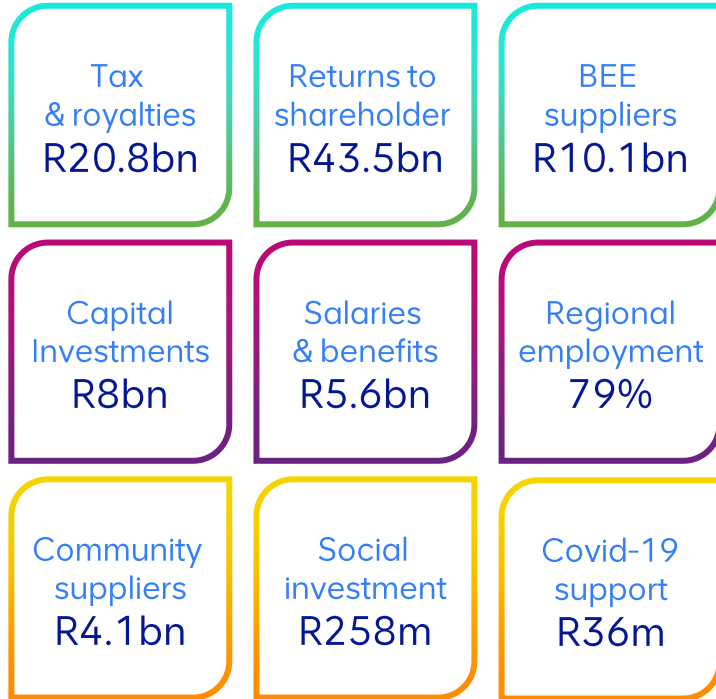 Tax
& royalties
R20.8bn
Returns to
shareholder
R43.5bn
BEE
suppliers
R10.1bn
Capital
Investments
R8bn
Salaries
& benefits
R5.6bn
Regional
employment
79%
Community
suppliers
R4.1bn
Social
investment
R258m
Covid-19
support
R36m